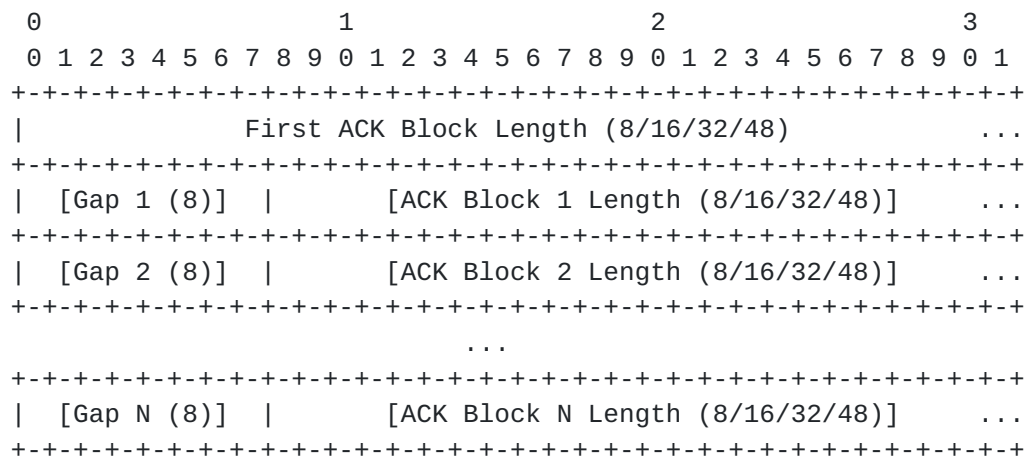 0                   1                   2                   3
 0 1 2 3 4 5 6 7 8 9 0 1 2 3 4 5 6 7 8 9 0 1 2 3 4 5 6 7 8 9 0 1
+-+-+-+-+-+-+-+-+-+-+-+-+-+-+-+-+-+-+-+-+-+-+-+-+-+-+-+-+-+-+-+-+
|              First ACK Block Length (8/16/32/48)            ...
+-+-+-+-+-+-+-+-+-+-+-+-+-+-+-+-+-+-+-+-+-+-+-+-+-+-+-+-+-+-+-+-+
|  [Gap 1 (8)]  |       [ACK Block 1 Length (8/16/32/48)]     ...
+-+-+-+-+-+-+-+-+-+-+-+-+-+-+-+-+-+-+-+-+-+-+-+-+-+-+-+-+-+-+-+-+
|  [Gap 2 (8)]  |       [ACK Block 2 Length (8/16/32/48)]     ...
+-+-+-+-+-+-+-+-+-+-+-+-+-+-+-+-+-+-+-+-+-+-+-+-+-+-+-+-+-+-+-+-+
                             ...
+-+-+-+-+-+-+-+-+-+-+-+-+-+-+-+-+-+-+-+-+-+-+-+-+-+-+-+-+-+-+-+-+
|  [Gap N (8)]  |       [ACK Block N Length (8/16/32/48)]     ...
+-+-+-+-+-+-+-+-+-+-+-+-+-+-+-+-+-+-+-+-+-+-+-+-+-+-+-+-+-+-+-+-+